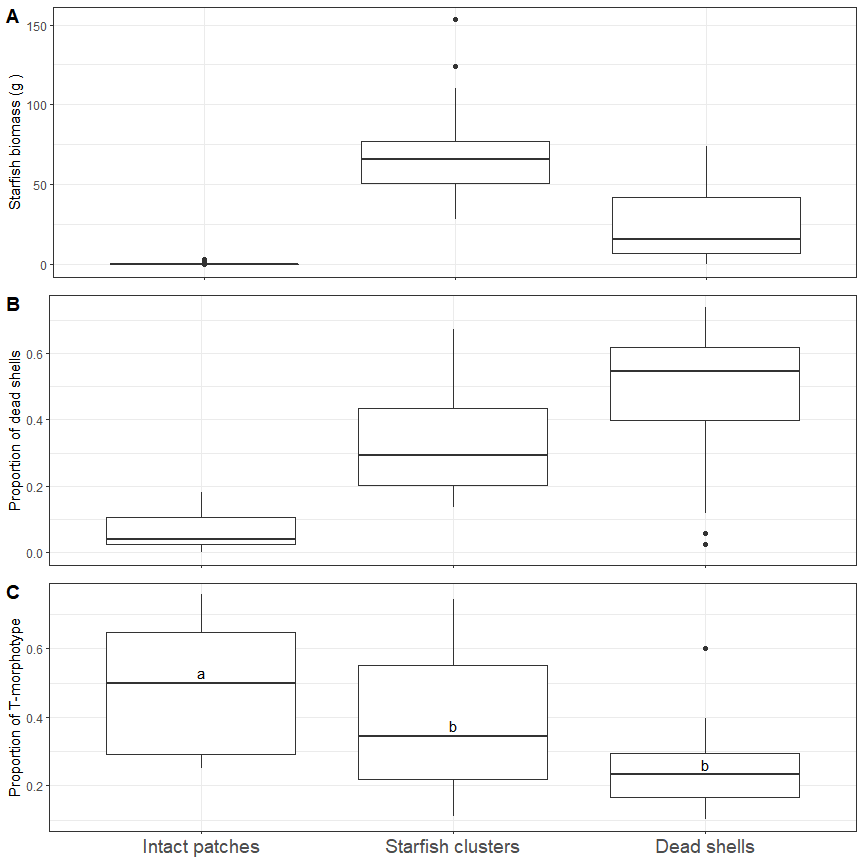 A
Starfish biomass (g )
150
100
50
0
B
Proportion of dead shells
0.6
0.4
0.2
0.0
C
Proportion of T-morphotype
0.6
0.4
0.2
a
b
b
Intact patches
Starfish clusters
Dead shells